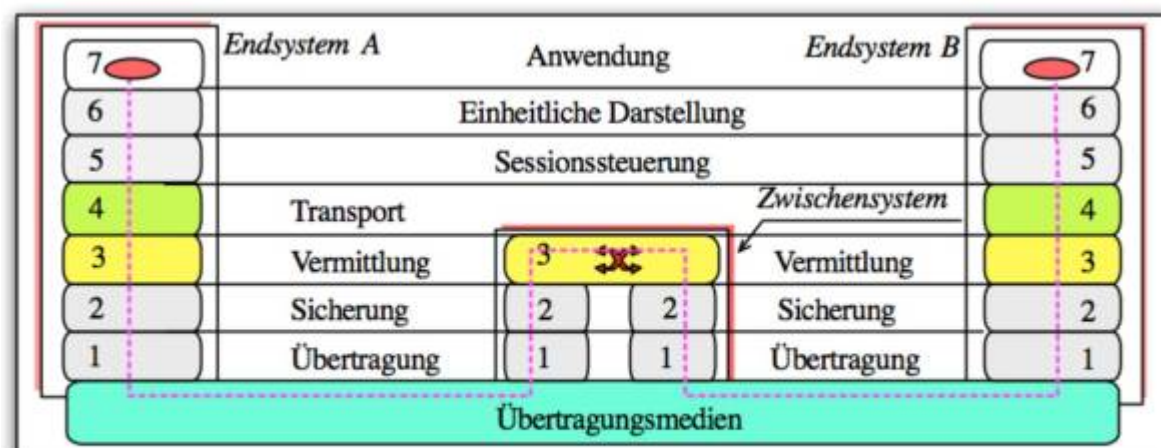 7 Endsystem A Anwendung Endsystem B 7
6 Einheitliche Darstellung 6
5 Sessionssteuerung 5
4 Transport Zwischensystem 4
3 Vermittlung 3 Vermittlung 3
2 Sicherung 2 2 Sicherung 2
1 Übertragung 1 1 Übertragung 1
Übertragungsmedien